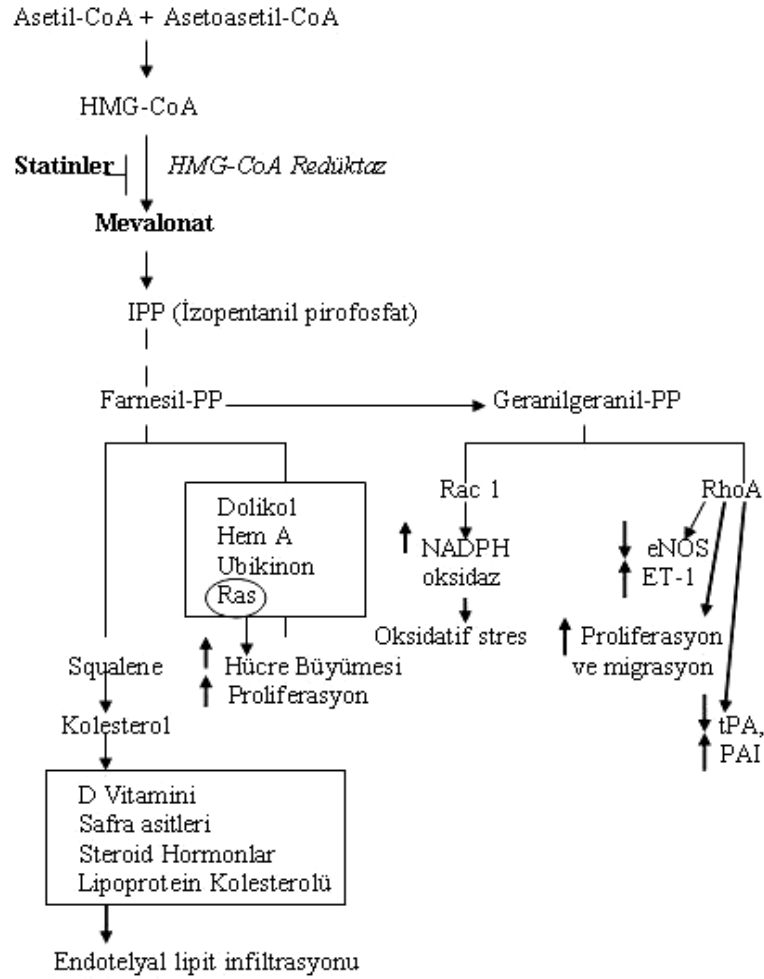 Asetil-CoA + Asetoasetil-CoA
HMG-CoA
Statinler
HMG-CoA Redüktaz
Mevalonat
IPP (İzopentanil pirofosfat)
Farnesil-PP
Geranilgeranil-PP
Dolikol
Hem A
Ubikinon
Ras
Hücre Büyümesi
Proliferasyon
Rac 1
NADPH
oksidaz
Oksidatif stres
RhoA
eNOS
ET-1
Proliferasyon
ve migrasyon
tPA,
PAI
Squalene
Kolesterol
D Vitamini
Safra asitleri
Steroid Hormonlar
Lipoprotein Kolesterolü
Endotelyal lipit infiltrasyonu